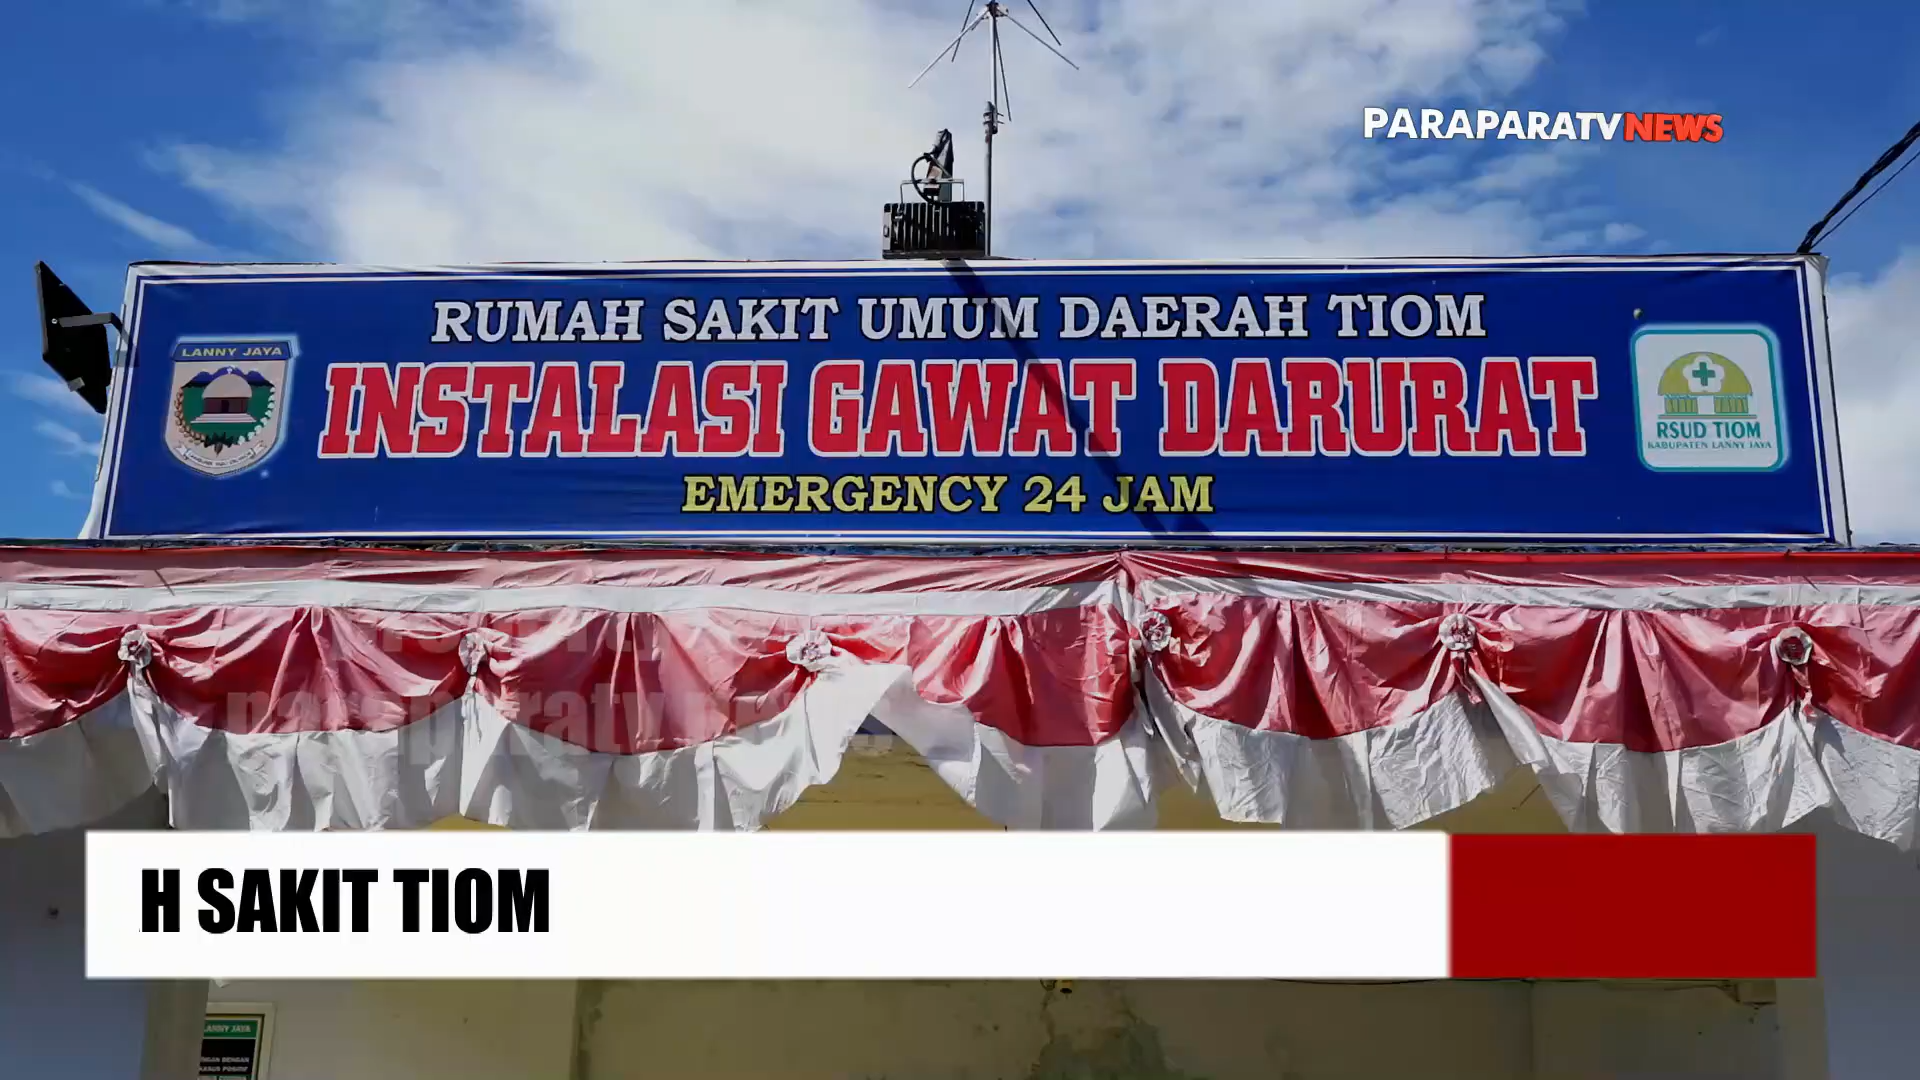 PARAPARATVNEWS
RUMAH SAKIT UMUM DAERAH TIOM
LANNY JAYA
INSTALASI GAWAT DARURAT
RSUD TIOM
KABUPATEN LANNY JAYA
EMERGENCY 24 JAM
H SAKIT TIOM
LANNY JAYA